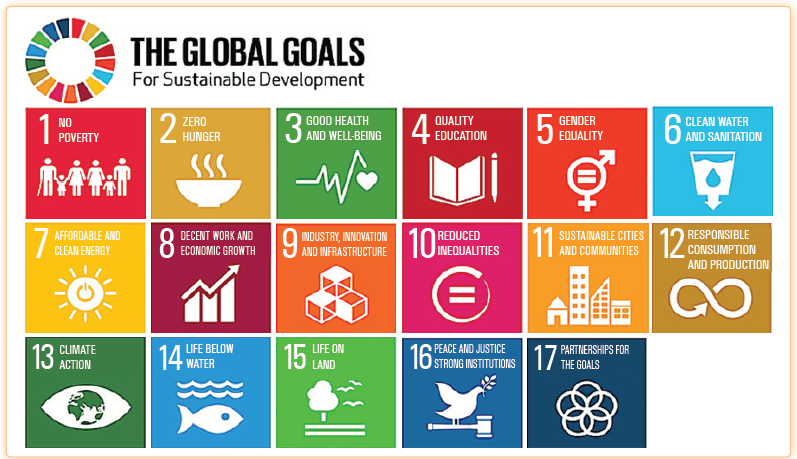 THE GLOBAL GOALS
For Sustainable Development
1 NO
POVERTY
2 ZERO
HUNGER
3 GOOD HEALTH
AND WELL-BEING
4 QUALITY
EDUCATION
5 GENDER
EQUALITY
6 CLEAN WATER
AND SANITATION
7 AFFORDABLE AND
CLEAN ENERGY
8 DECENT WORK AND
ECONOMIC GROWTH
9 INDUSTRY, INNOVATION
AND INFRASTRUCTURE
10 REDUCED
INEQUALITIES
11 SUSTAINABLE CITIES
AND COMMUNITIES
12 RESPONSIBLE
CONSUMPTION
AND PRODUCTION
13 CLIMATE
ACTION
14 LIFE BELOW
WATER
15 LIFE ON
LAND
16 PEACE AND JUSTICE
STRONG INSTITUTIONS
17 PARTNERSHIPS FOR
THE GOALS